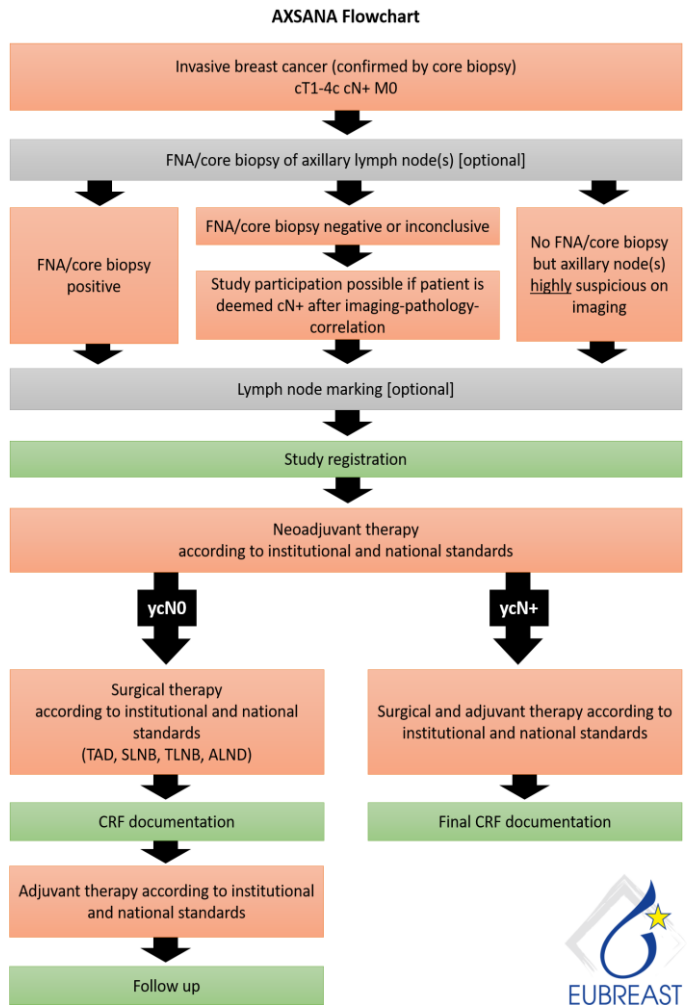 AXSANA Flowchart
Invasive breast cancer (confirmed by core biopsy)
cT1-4c cN+ M0
FNA/core biopsy of axillary lymph node(s) [optional]
FNA/core biopsy
positive
FNA/core biopsy negative or inconclusive
Study participation possible if patient is
deemed cN+ after imaging-pathology-
correlation
No FNA/core biopsy
but axillary node(s)
highly suspicious on
imaging
Lymph node marking [optional]
Study registration
Neoadjuvant therapy
according to institutional and national standards
ycN0
ycN+
Surgical therapy
according to institutional and national
standards
(TAD, SLNB, TLNB, ALND)
Surgical and adjuvant therapy according to
institutional and national standards
CRF documentation
Final CRF documentation
Adjuvant therapy according to institutional
and national standards
Follow up
EUBREAST